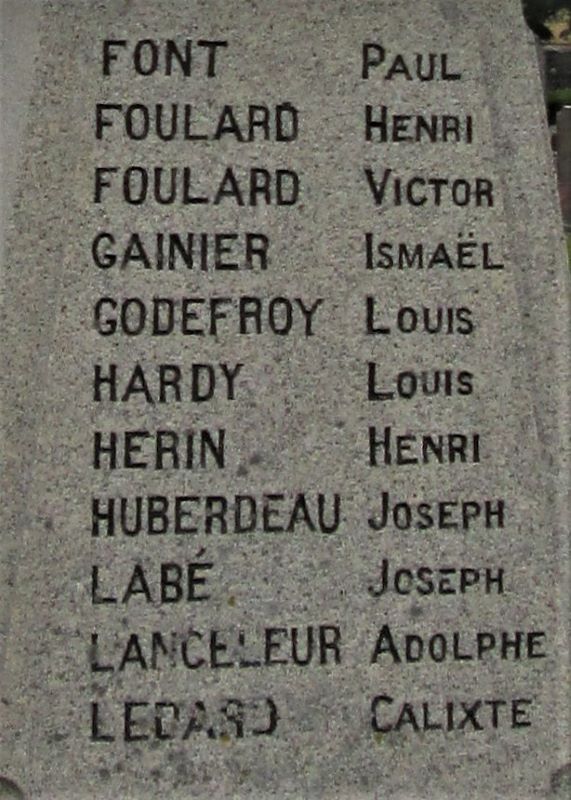 FONT PAUL
FOULARD HENRI
FOULARD VICTOR
GAINIER ISMAËL
GODEFROY LOUIS
HARDY LOUIS
HERIN HENRI
HUBERDEAU JOSEPH
LABÉ JOSEPH
LANCELEUR ADOLPHE
LEDARD CALIXTE